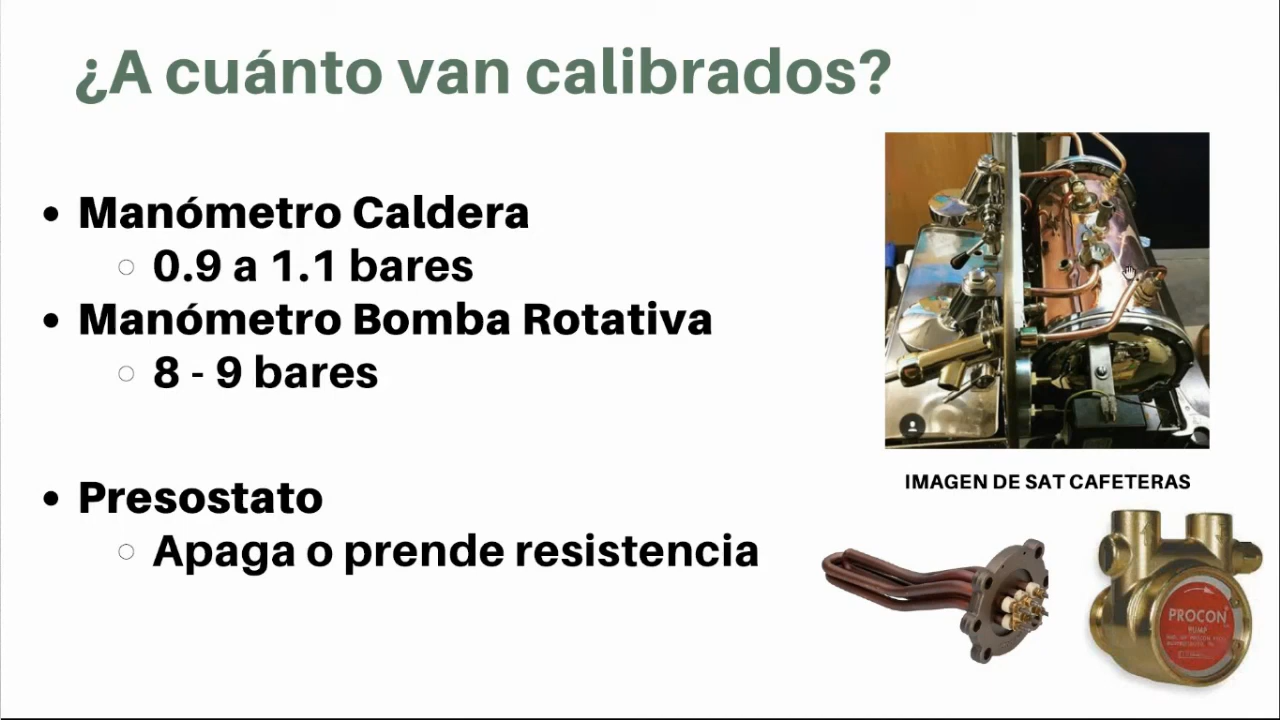 ¿A cuánto van calibrados?
Manómetro Caldera
0.9 a 1.1 bares
Manómetro Bomba Rotativa
8 - 9 bares
Presostato
Apaga o prende resistencia
IMAGEN DE SAT CAFETERAS
PROCON
PUMP